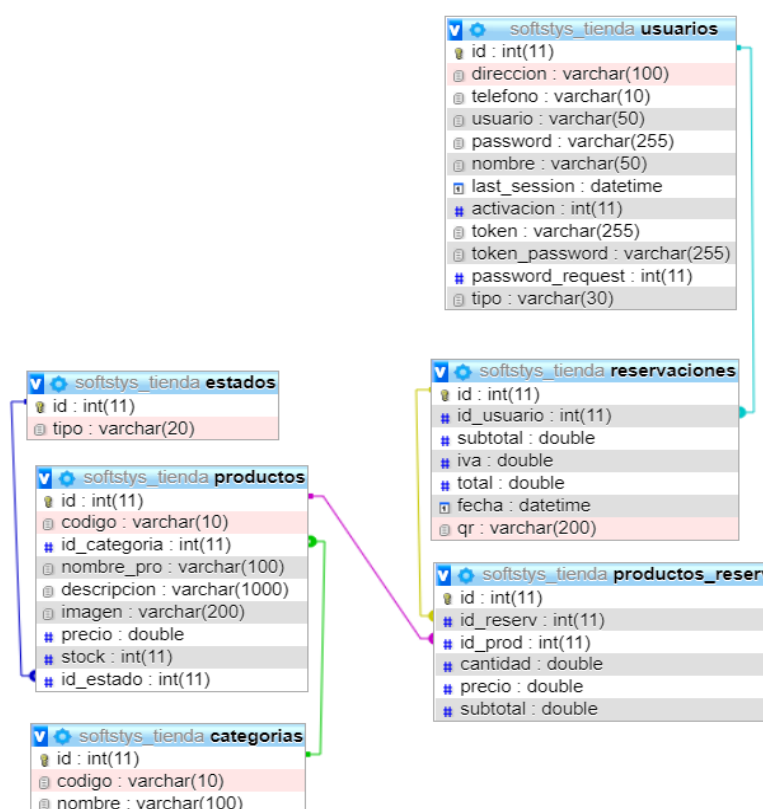 softstys_tienda usuarios
id : int(11)
direccion : varchar(100)
telefono : varchar(10)
usuario : varchar(50)
password : varchar(255)
nombre : varchar(50)
last_session : datetime
activacion : int(11)
token : varchar(255)
token_password : varchar(255)
password_request : int(11)
tipo : varchar(30)
softstys_tienda estados
id : int(11)
tipo : varchar(20)
softstys_tienda productos
id : int(11)
codigo : varchar(10)
id_categoria : int(11)
nombre_pro : varchar(100)
descripcion : varchar(1000)
imagen : varchar(200)
precio : double
stock : int(11)
id_estado : int(11)
softstys_tienda categorias
id : int(11)
codigo : varchar(10)
nombre : varchar(100)
softstys_tienda reservaciones
id : int(11)
id_usuario : int(11)
subtotal : double
iva : double
total : double
fecha : datetime
qr : varchar(200)
softstys_tienda productos_reserv
id : int(11)
id_reserv : int(11)
id_prod : int(11)
cantidad : double
precio : double
subtotal : double